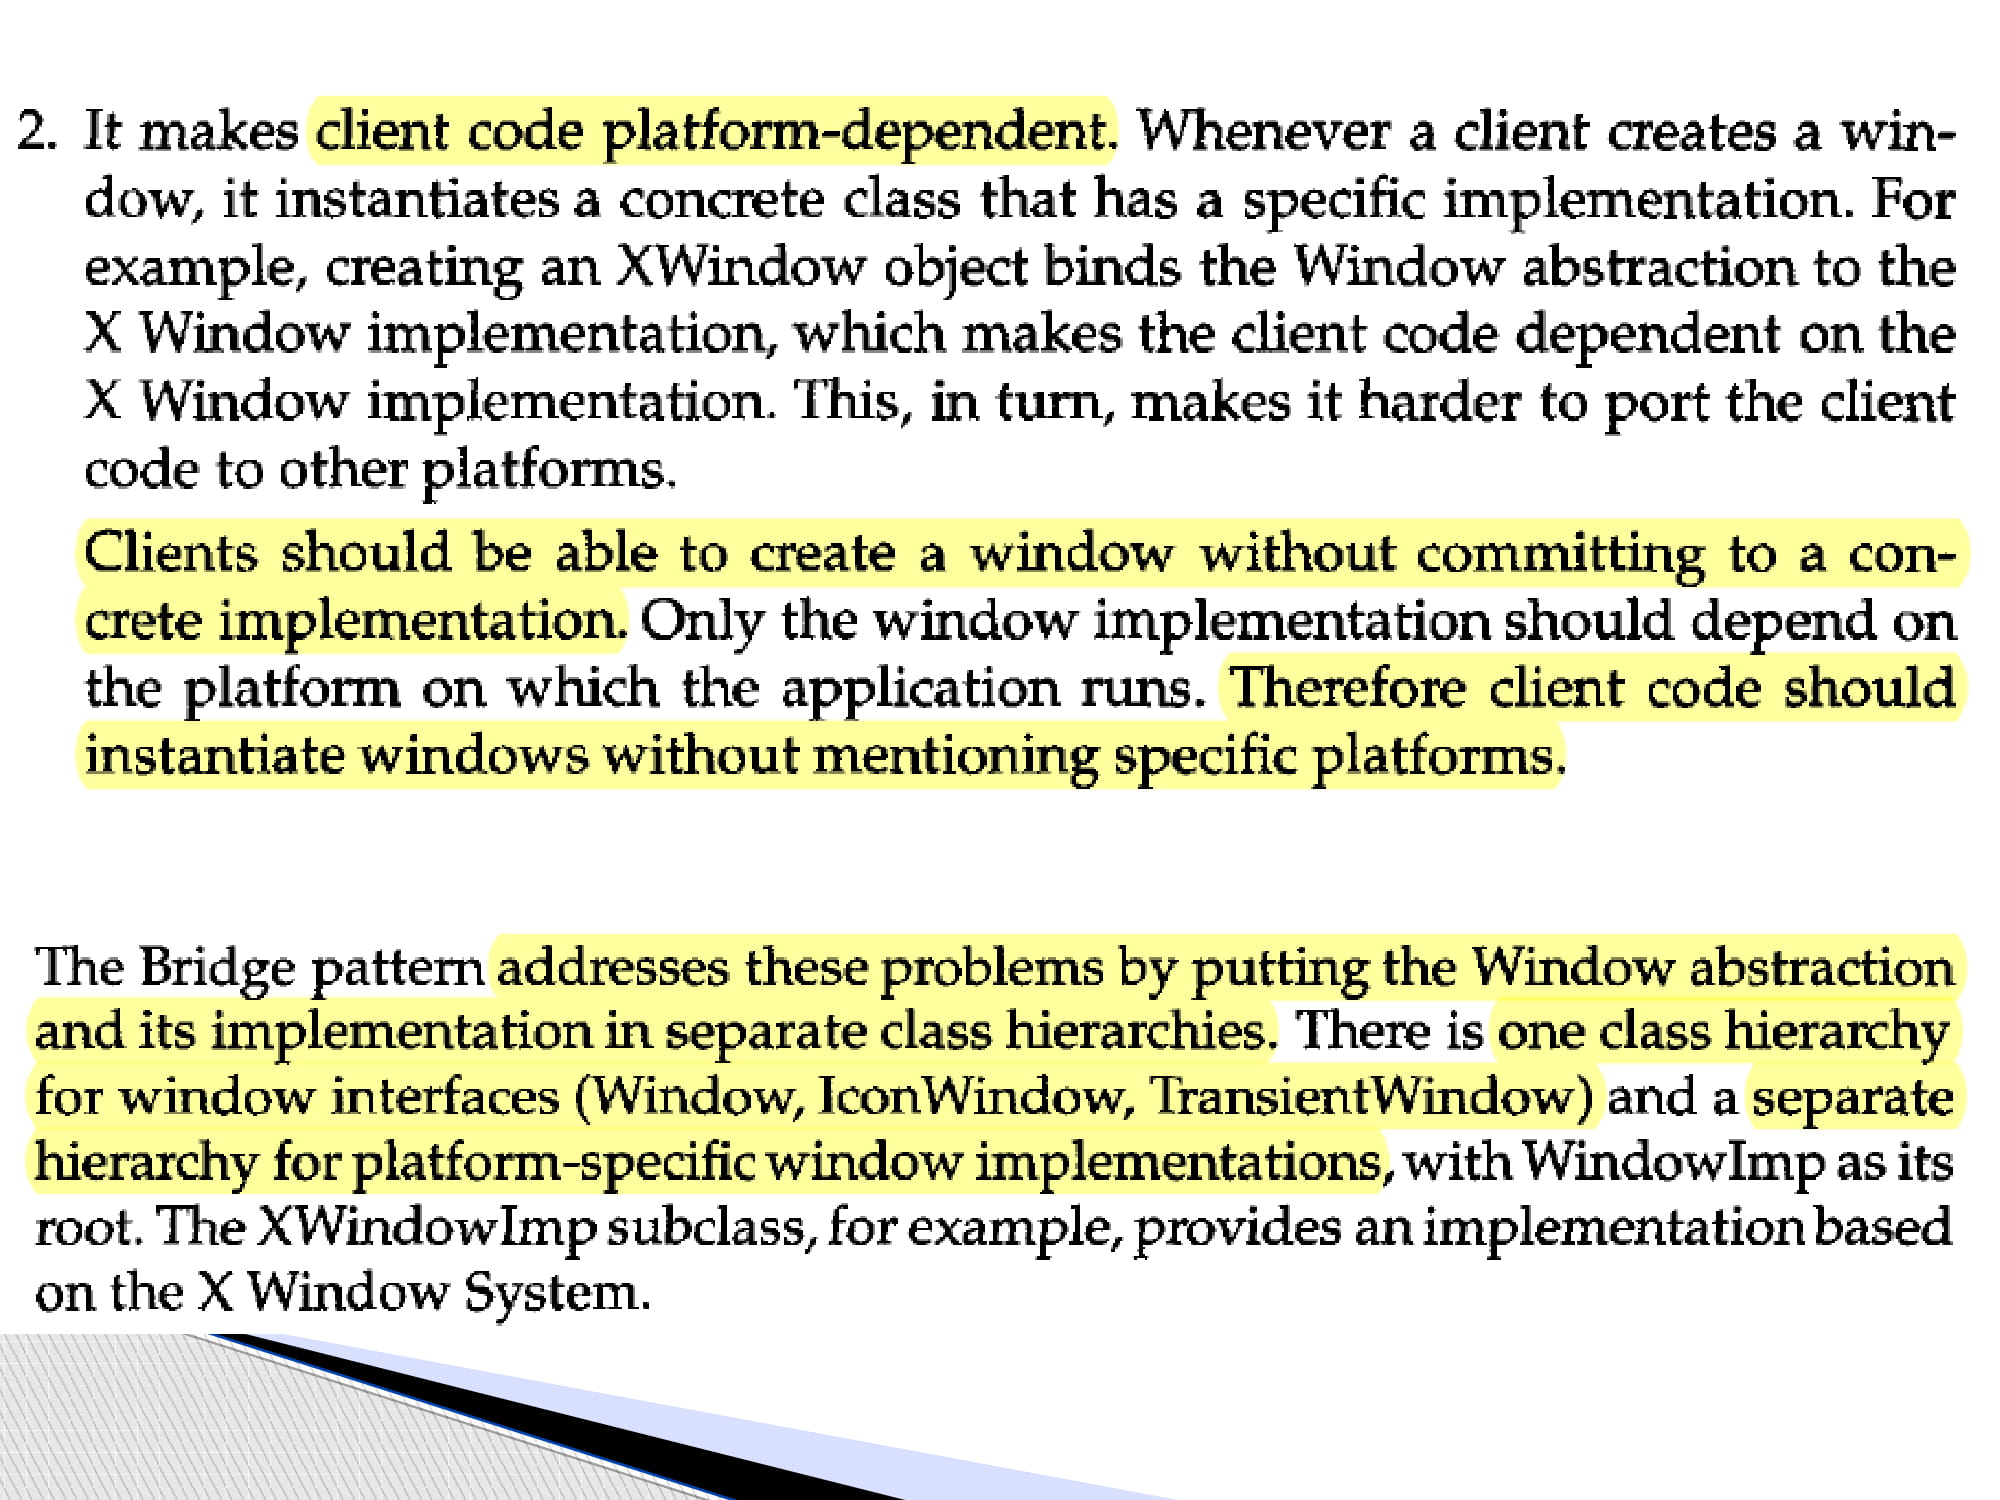 2. It makes client code platform-dependent. Whenever a client creates a win-
dow, it instantiates a concrete class that has a specific implementation. For
example, creating an XWindow object binds the Window abstraction to the
X Window implementation, which makes the client code dependent on the
X Window implementation. This, in turn, makes it harder to port the client
code to other platforms.
Clients should be able to create a window without committing to a con-
crete implementation. Only the window implementation should depend on
the platform on which the application runs. Therefore client code should
instantiate windows without mentioning specific platforms.
The Bridge pattern addresses these problems by putting the Window abstraction
and its implementation in separate class hierarchies. There is one class hierarchy
for window interfaces (Window, IconWindow, TransientWindow) and a separate
hierarchy for platform-specific window implementations, with WindowImp as its
root. The XWindowImp subclass, for example, provides an implementation based
on the X Window System.